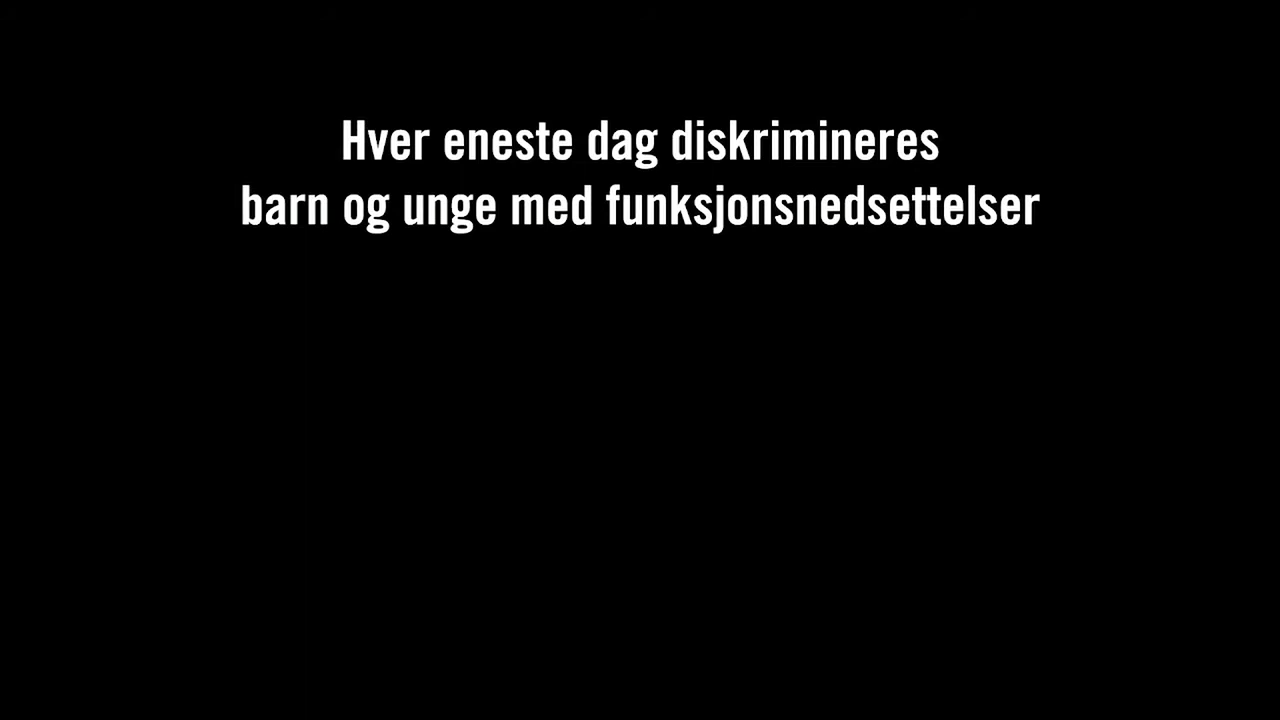 Hver eneste dag diskrimineres
barn og unge med funksjonsnedsettelser